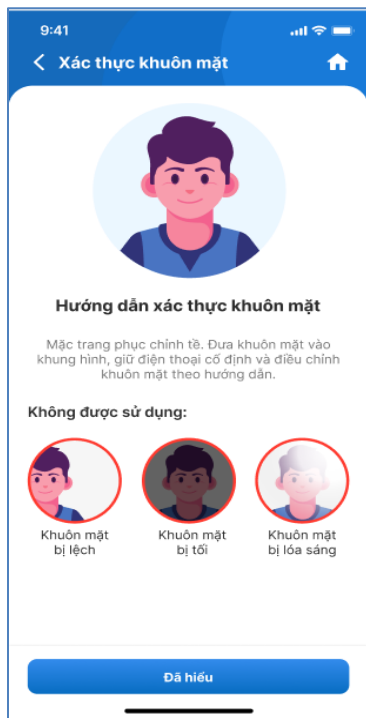 9:41
Xác thực khuôn mặt
Hướng dẫn xác thực khuôn mặt
Mặc trang phục chỉnh tề. Đưa khuôn mặt vào
khung hình, giữ điện thoại cố định và điều chỉnh
khuôn mặt theo hướng dẫn.
Không được sử dụng:
Khuôn mặt
bị lệch
Khuôn mặt
bị tối
Khuôn mặt
bị lóa sáng
Đã hiểu